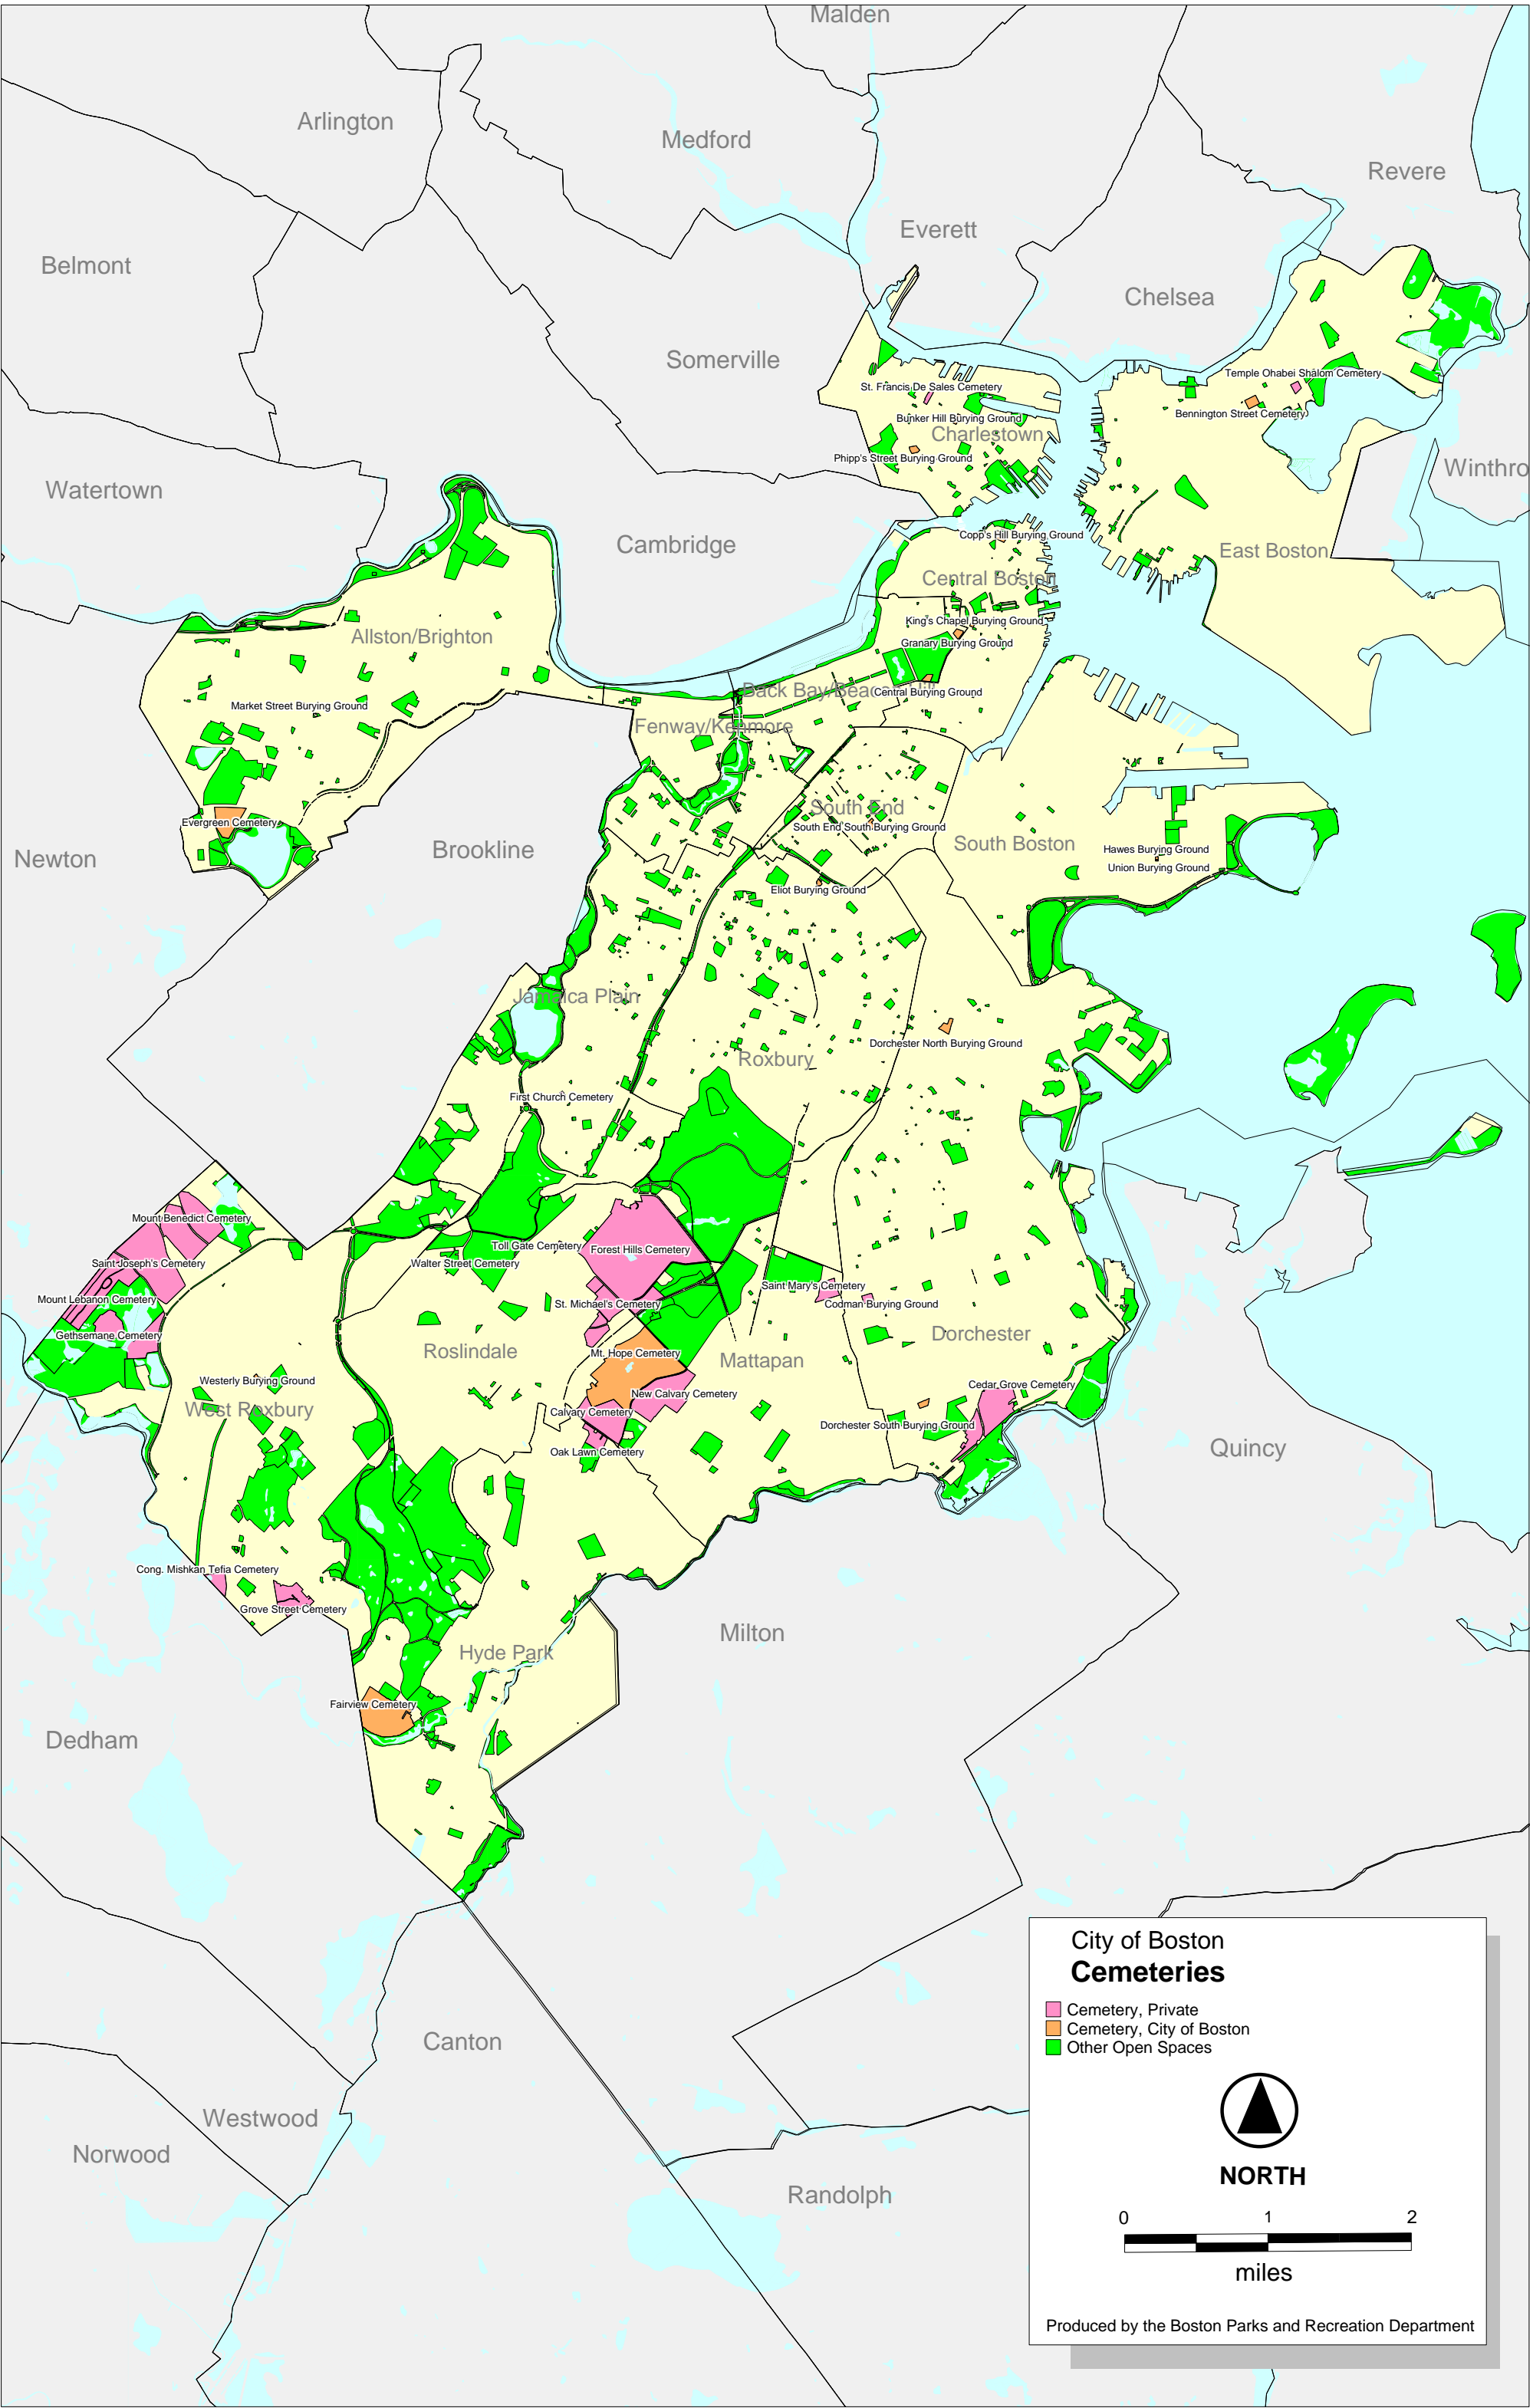 Malden
Arlington
Medford
Revere
Everett
Belmont
Chelsea
Somerville
Temple Ohabei Shalom Cemetery
St. Francis De Sales Cemetery
Bennington Street Cemetery
Bunker Hill Burying Ground
Charlestown
Phipp's Street Burying Ground
Winthro
Watertown
Copp's Hill Burying Ground
Cambridge
East Boston
Central Boston
King's Chapel Burying Ground
Allston/Brighton
Granary Burying Ground
Back Bay/Beacon Hill
Central Burying Ground
Market Street Burying Ground
Fenway/Kenmore
South End
Evergreen Cemetery
South End South Burying Ground
South Boston
Hawes Burying Ground
Brookline
Newton
Union Burying Ground
Eliot Burying Ground
Jamaica Plain
Dorchester North Burying Ground
Roxbury
First Church Cemetery
Mount Benedict Cemetery
Toll Gate Cemetery
Forest Hills Cemetery
Saint Joseph's Cemetery
Walter Street Cemetery
Saint Mary's Cemetery
Mount Lebanon Cemetery
St. Michael's Cemetery
Codman Burying Ground
Gethsemane Cemetery
Dorchester
Roslindale
Mt. Hope Cemetery
Mattapan
Westerly Burying Ground
Cedar Grove Cemetery
New Calvary Cemetery
West Roxbury
Calvary Cemetery
Dorchester South Burying Ground
Quincy
Oak Lawn Cemetery
Cong. Mishkan Tefia Cemetery
Grove Street Cemetery
Milton
Hyde Park
Fairview Cemetery
Dedham
Canton
Westwood
Norwood
Randolph
City of Boston
Cemeteries
Cemetery, Private
Cemetery, City of Boston
Other Open Spaces
NORTH
0 1 2
miles
Produced by the Boston Parks and Recreation Department